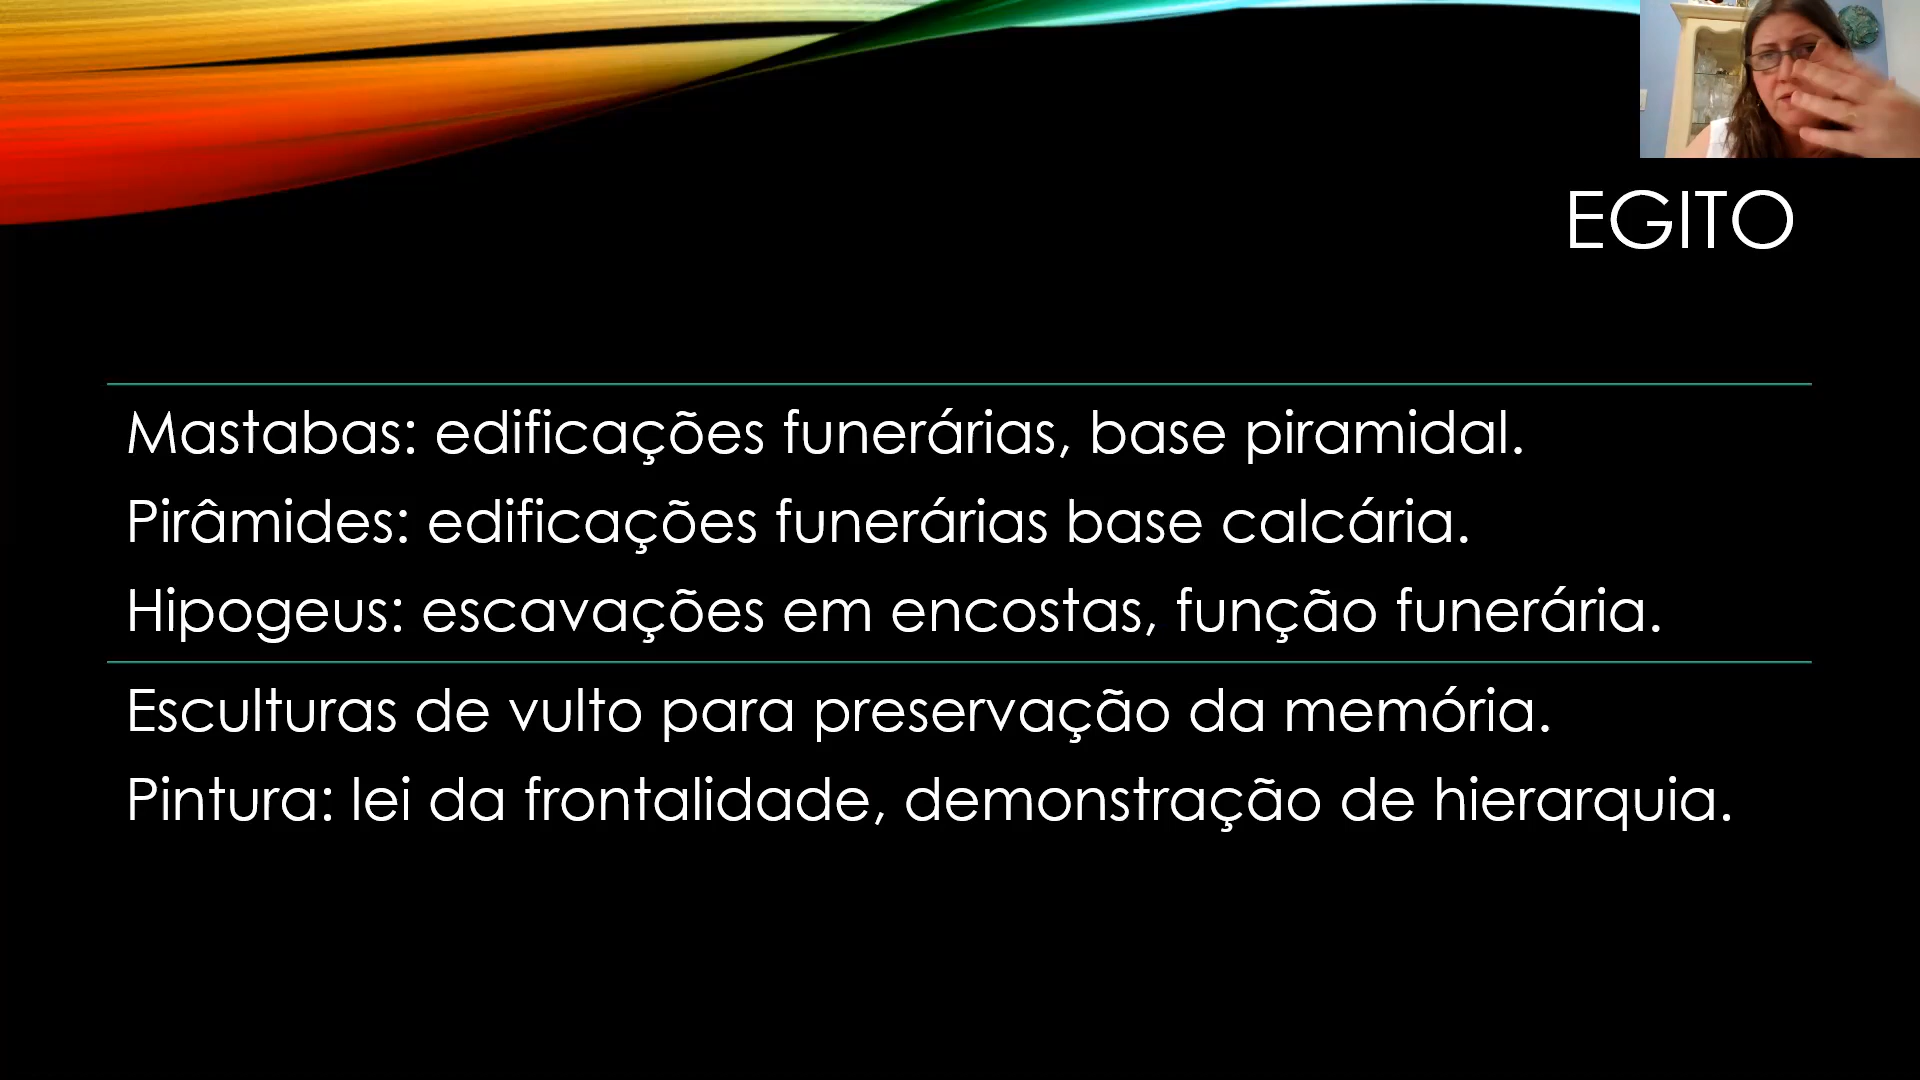 EGITO
Mastabas: edificações funerárias, base piramidal.
Pirâmides: edificações funerárias base calcária.
Hipogeus: escavações em encostas, função funerária.
Esculturas de vulto para preservação da memória.
Pintura: lei da frontalidade, demonstração de hierarquia.